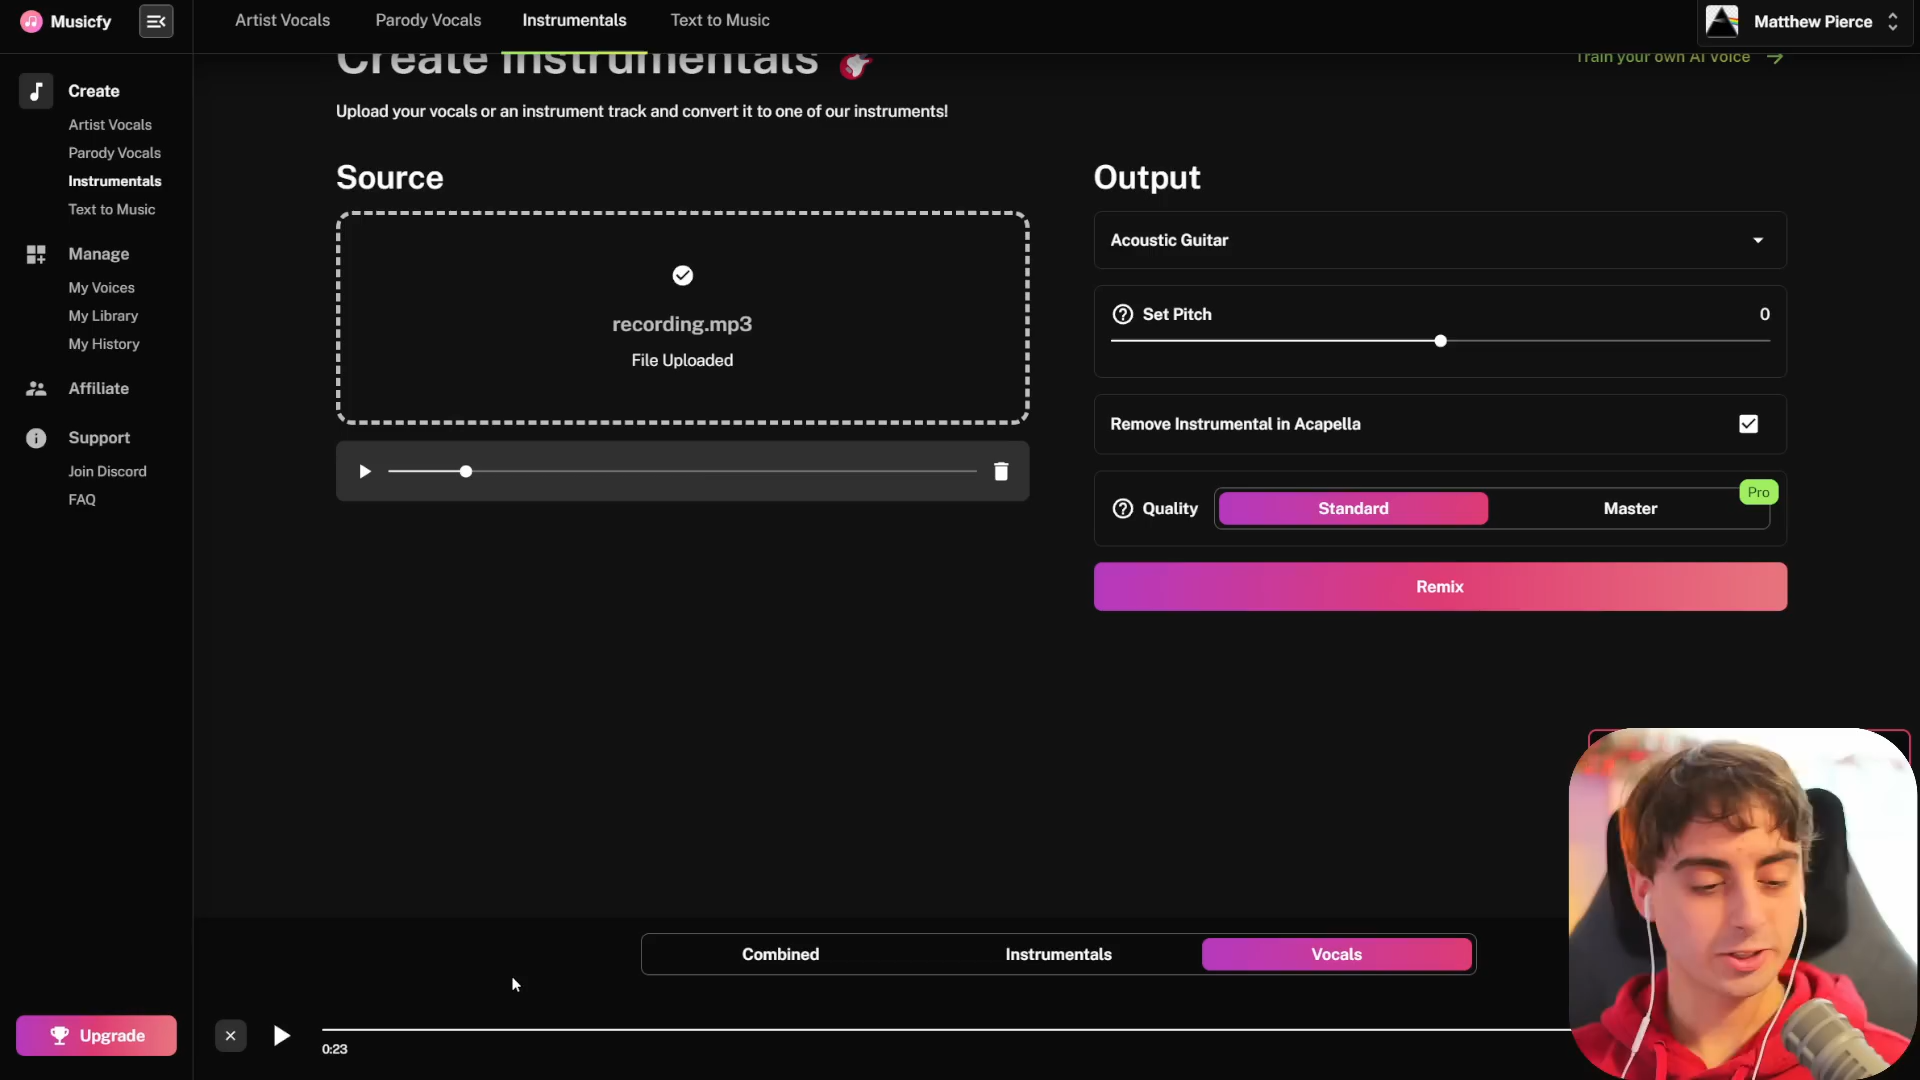 Musicfy
Artist Vocals
Parody Vocals
Instrumentals
Text to Music
Matthew Pierce
Create
Artist Vocals
Parody Vocals
Instrumentals
Text to Music
Manage
My Voices
My Library
My History
Affiliate
Support
Join Discord
FAQ
Upgrade
Create Instrumentals
Train your own AI Voice
Upload your vocals or an instrument track and convert it to one of our instruments!
Source
recording.mp3
File Uploaded
Output
Acoustic Guitar
Set Pitch
0
Remove Instrumental in Acapella
Quality
Standard
Master
Pro
Remix
Combined
Instrumentals
Vocals
0:23